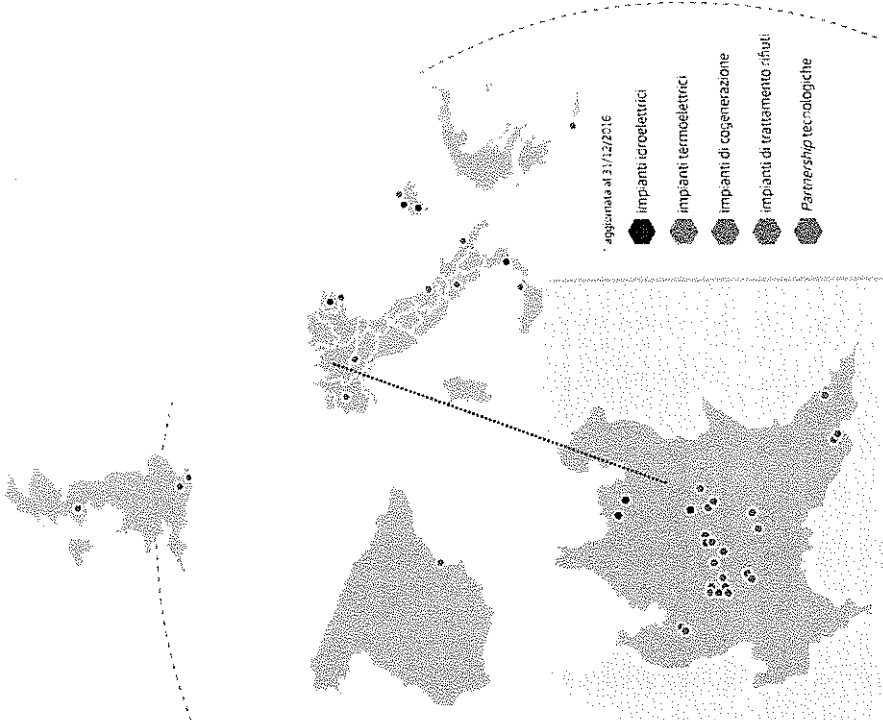 * aggiornata al 31/12/2016
impianti idroelettrici
impianti termoelettrici
impianti di cogenerazione
impianti di trattamento rifiuti
Partnership tecnologiche